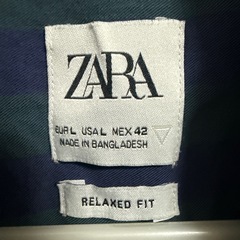 ZARA
EUR L USA L MEX 42
MADE IN BANGLADESH
RELAXED FIT